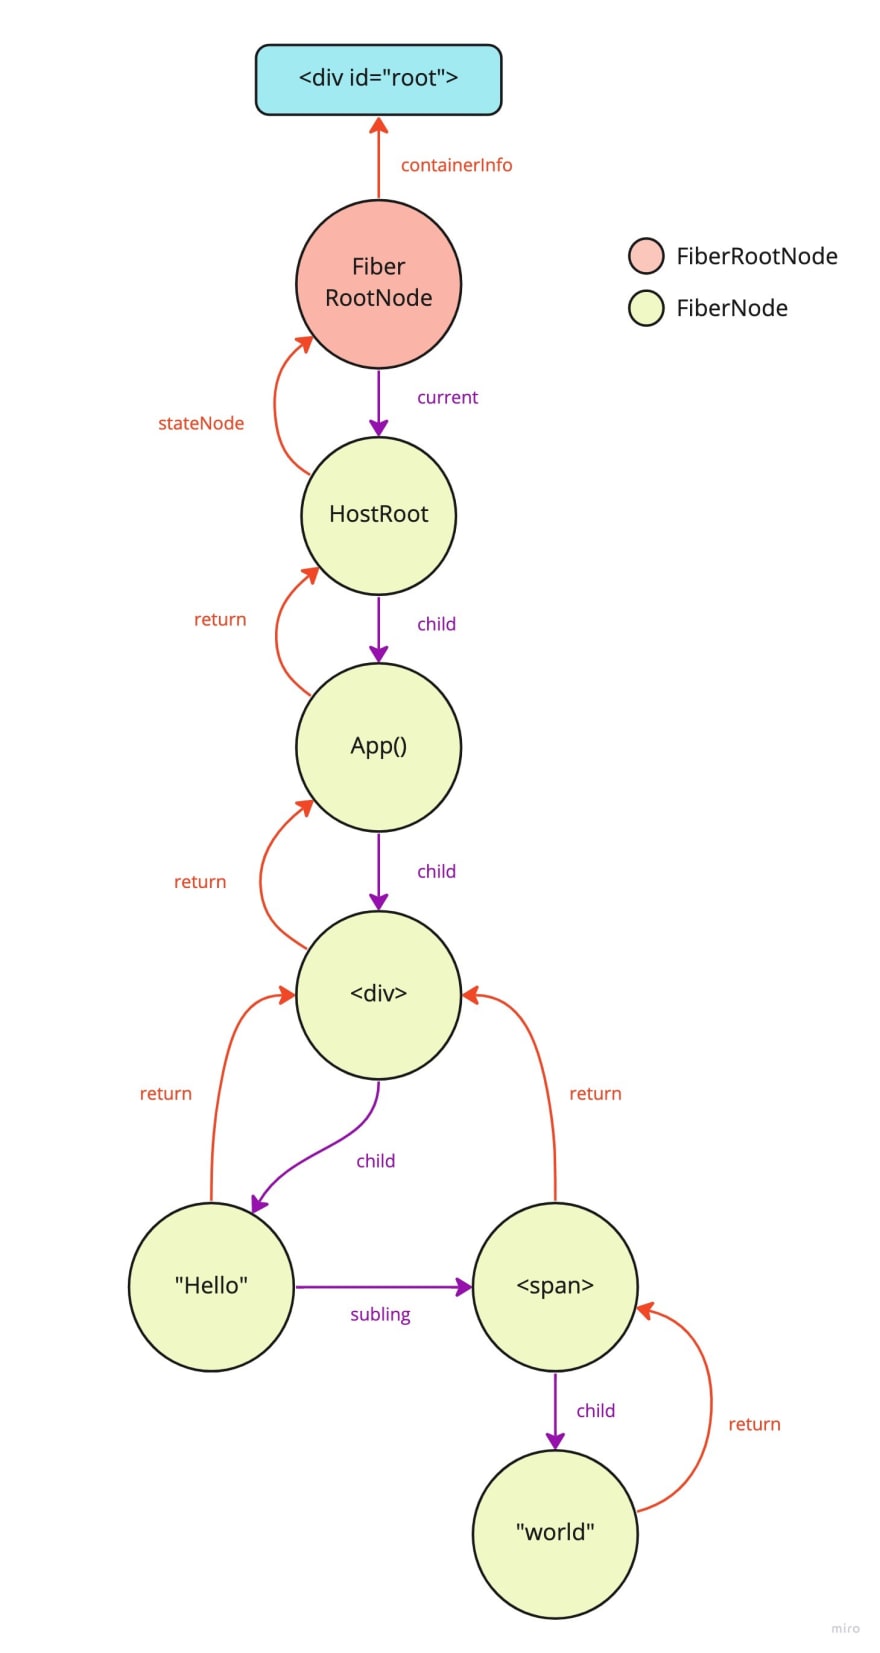 <div id="root">
containerInfo
Fiber
RootNode
FiberRootNode
FiberNode
current
stateNode
HostRoot
return
child
App()
child
return
<div>
return
return
child
"Hello"
<span>
subling
child
return
"world"
miro